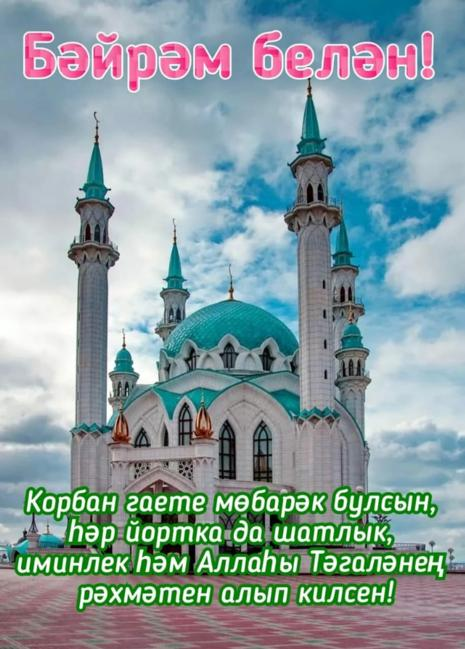 Бәйрәм белән!
Корбан гаете мөбарәк булсын,
һәр йортка да шатлык,
иминлек һәм Аллаһы Тәгаләнең
рәхмәтен алып килсен!